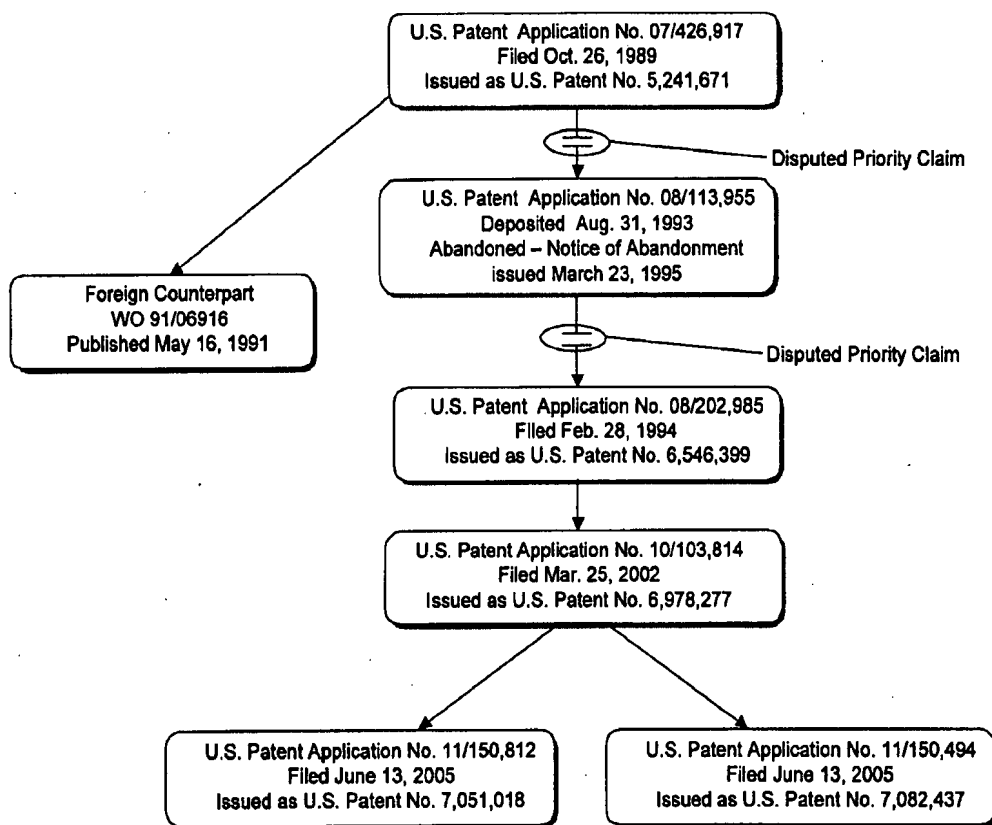 U.S. Patent Application No. 07/426,917
Filed Oct. 26, 1989
Issued as U.S. Patent No. 5,241,671
Disputed Priority Claim
U.S. Patent Application No. 08/113,955
Deposited Aug. 31, 1993
Abandoned – Notice of Abandonment
issued March 23, 1995
Foreign Counterpart
WO 91/06916
Published May 16, 1991
Disputed Priority Claim
U.S. Patent Application No. 08/202,985
Filed Feb. 28, 1994
Issued as U.S. Patent No. 6,546,399
U.S. Patent Application No. 10/103,814
Filed Mar. 25, 2002
Issued as U.S. Patent No. 6,978,277
U.S. Patent Application No. 11/150,812
Filed June 13, 2005
Issued as U.S. Patent No. 7,051,018
U.S. Patent Application No. 11/150,494
Filed June 13, 2005
Issued as U.S. Patent No. 7,082,437